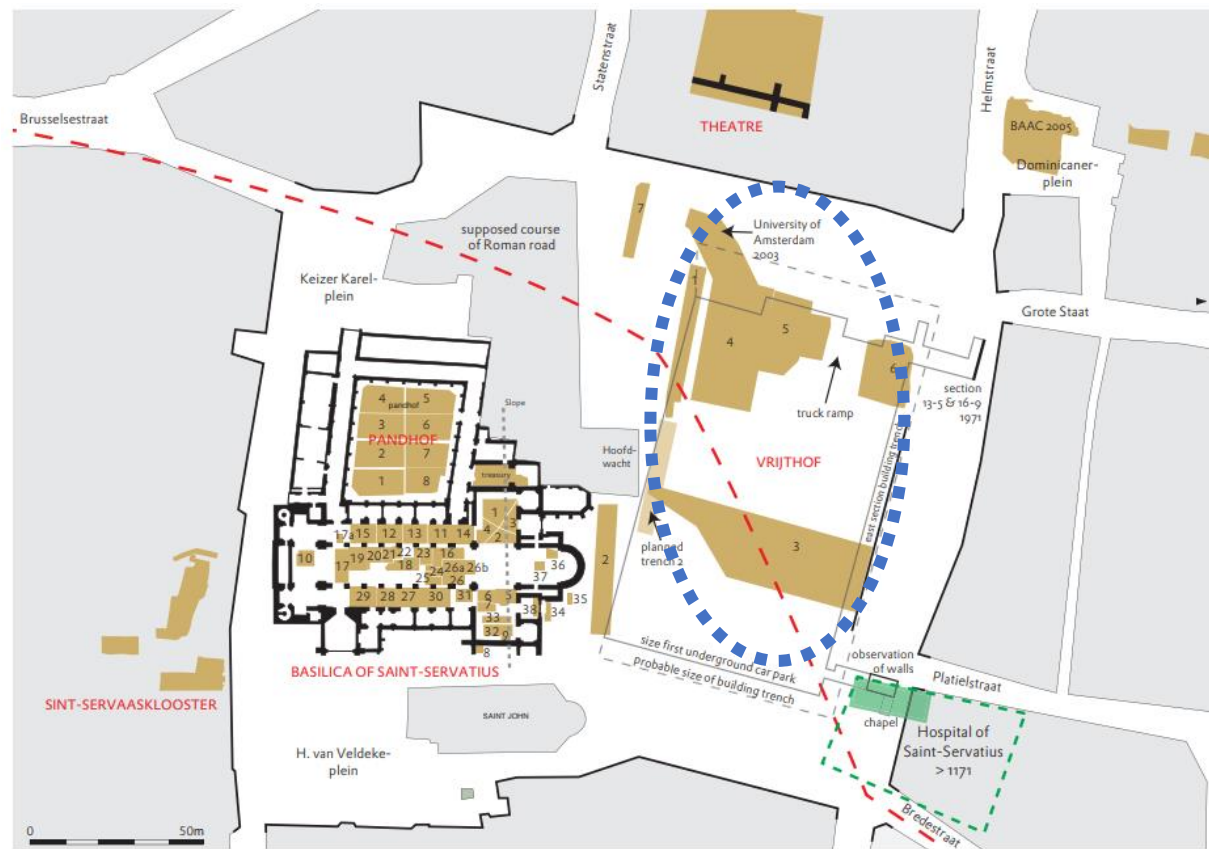 Brusselsestraat
Statenstraat
Helmstraat
THEATRE
BAAC 2005
Dominicaner-
plein
7
University of
Amsterdam
2003
supposed course
of Roman road
Keizer Karel-
plein
1
4
5
6
Grote Staat
truck ramp
section
13-5 & 16-9
1971
VRIJTHOF
Hoofd-
wacht
east section building trench
planned
trench 2
3
2
Slope
4
5
pandhof
3
6
PANDHOF
2
7
1
8
treasury
1
3
4
2
17a
15
12
13
11
14
10
17
19
20
21
22
18
23
16
24
25
26a
26b
26
36
37
29
28
27
30
31
6
5
7
33
32
9
8
38
34
35
BASILICA OF SAINT-SERVATIUS
SINT-SERVAASKLOOSTER
SAINT JOHN
H. van Veldeke-
plein
size first underground car park
probable size of building trench
observation
of walls
Platielstraat
chapel
Hospital of
Saint-Servatius
> 1171
Bredestraat
0
50m